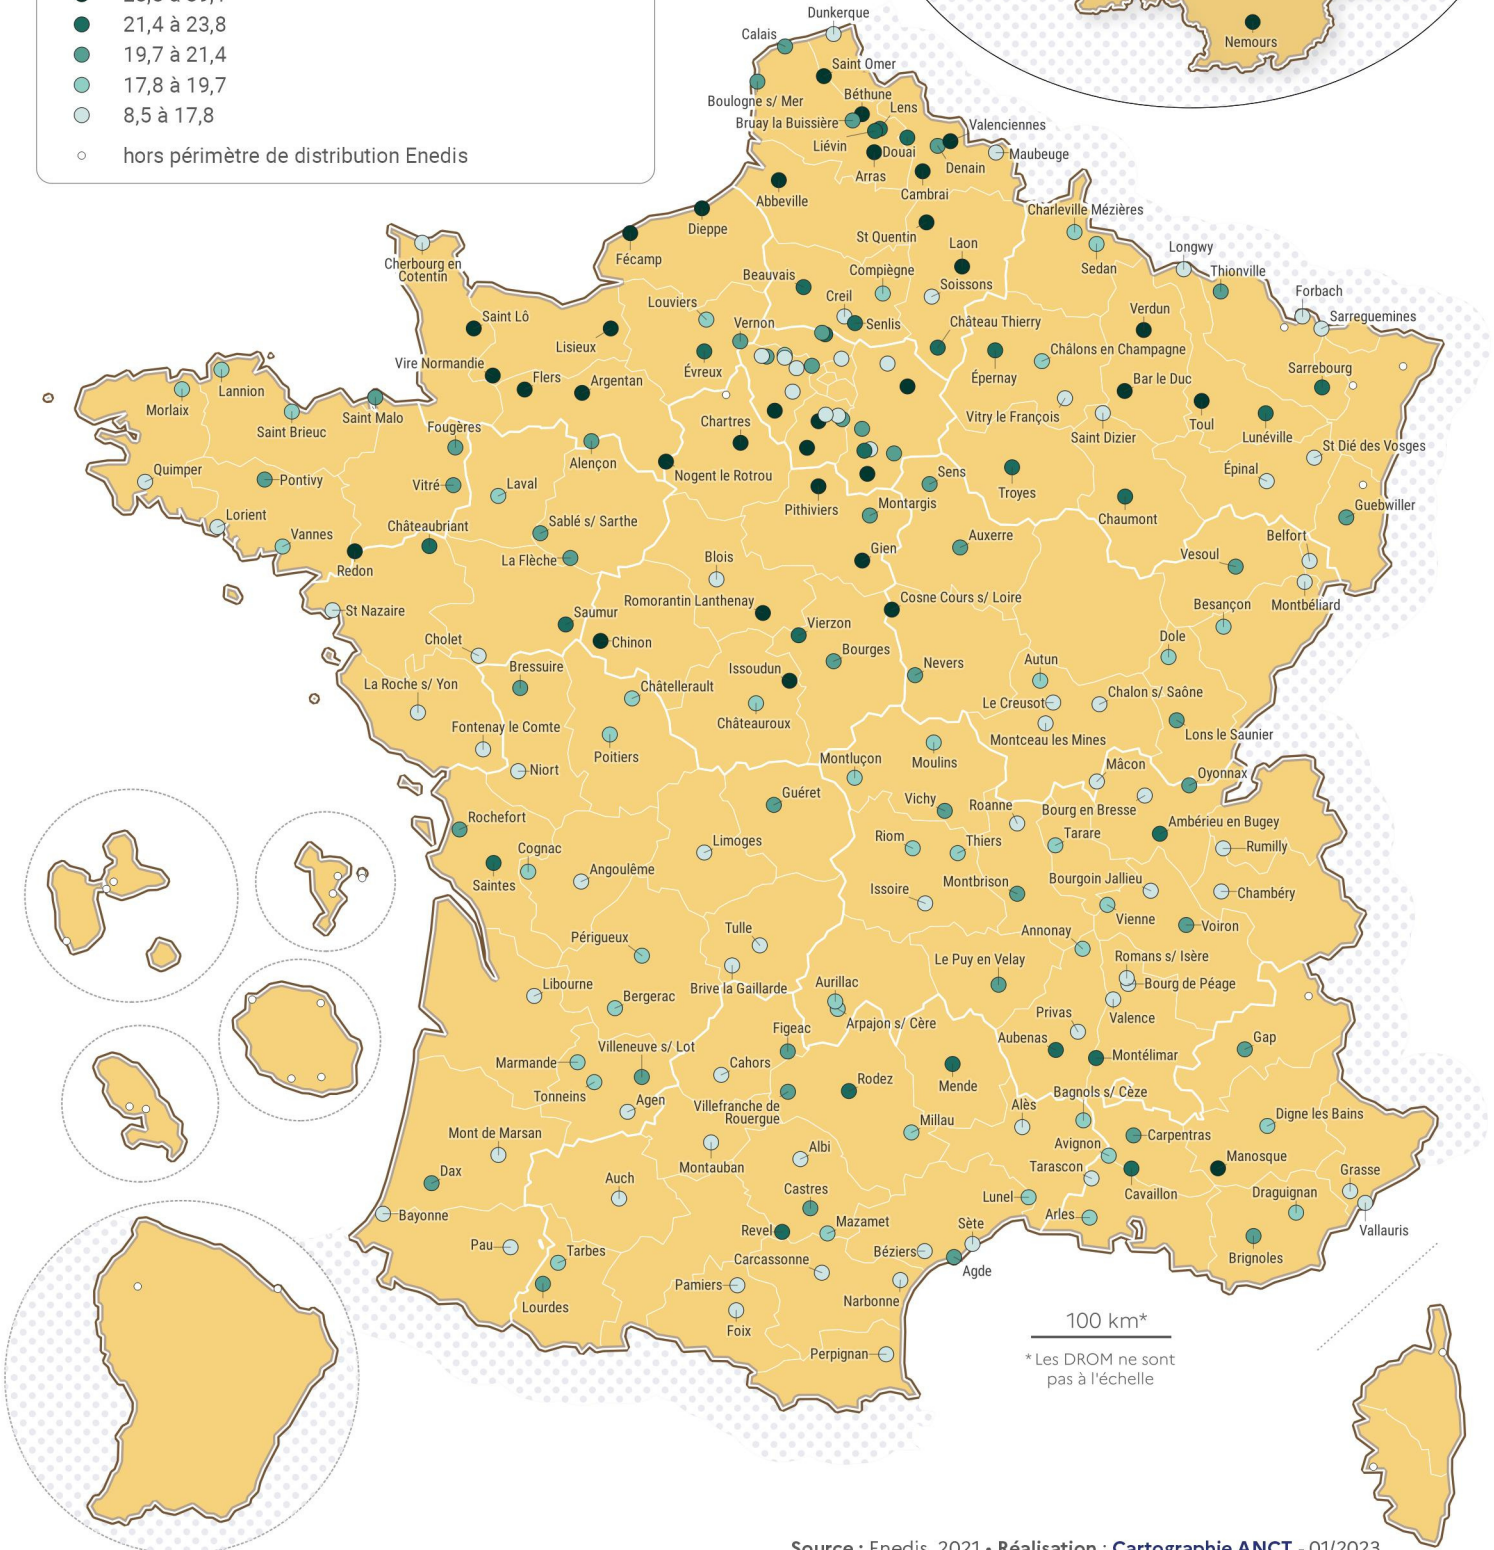 21,4 à 23,8
19,7 à 21,4
17,8 à 19,7
8,5 à 17,8
hors périmètre de distribution Enedis
Nemours
Dunkerque
Calais
Saint Omer
Boulogne s/ Mer
Béthune
Lens
Bruay la Buissière
Valenciennes
Liévin
Douai
Maubeuge
Denain
Arras
Cambrai
Abbeville
Charleville Mézières
Dieppe
St Quentin
Laon
Sedan
Longwy
Fécamp
Cherbourg en
Cotentin
Beauvais
Compiègne
Soissons
Thionville
Creil
Forbach
Louviers
Saint Lô
Vernon
Senlis
Château Thierry
Verdun
Sarreguemines
Lisieux
Vire Normandie
Évreux
Châlons en Champagne
Épernay
Sarrebourg
Flers
Argentan
Bar le Duc
Lannion
Morlaix
Saint Malo
Saint Brieuc
Fougères
Chartres
Vitry le François
Saint Dizier
Toul
Lunéville
St Dié des Vosges
Alençon
Nogent le Rotrou
Quimper
Pontivy
Vitré
Laval
Sens
Troyes
Épinal
Pithiviers
Montargis
Chaumont
Guebwiller
Lorient
Vannes
Châteaubriant
Sablé s/ Sarthe
Auxerre
Belfort
Redon
La Flèche
Blois
Gien
Vesoul
Romorantin Lanthenay
Cosne Cours s/ Loire
Besançon
Montbéliard
St Nazaire
Saumur
Vierzon
Cholet
Chinon
Bourges
Dole
Bressuire
Issoudun
Nevers
Autun
La Roche s/ Yon
Châtellerault
Le Creusot
Chalon s/ Saône
Châteauroux
Fontenay le Comte
Montceau les Mines
Lons le Saunier
Poitiers
Niort
Montluçon
Moulins
Mâcon
Oyonnax
Guéret
Vichy
Roanne
Bourg en Bresse
Rochefort
Ambérieu en Bugey
Limoges
Riom
Thiers
Tarare
Rumilly
Cognac
Angoulême
Saintes
Issoire
Montbrison
Bourgoin Jallieu
Chambéry
Vienne
Voiron
Tulle
Annonay
Périgueux
Le Puy en Velay
Romans s/ Isère
Libourne
Bergerac
Brive la Gaillarde
Aurillac
Bourg de Péage
Arpajon s/ Cère
Privas
Valence
Figeac
Aubenas
Gap
Villeneuve s/ Lot
Marmande
Cahors
Montélimar
Rodez
Mende
Tonneins
Agen
Bagnols s/ Cèze
Villefranche de
Rouergue
Alès
Digne les Bains
Millau
Mont de Marsan
Albi
Avignon
Carpentras
Montauban
Tarascon
Manosque
Grasse
Dax
Auch
Castres
Lunel
Cavaillon
Draguignan
Bayonne
Revel
Mazamet
Sète
Arles
Vallauris
Pau
Tarbes
Carcassonne
Béziers
Agde
Brignoles
Lourdes
Pamiers
Narbonne
Foix
100 km*
Perpignan
* Les DROM ne sont
pas à l'échelle
Source : Enedis, 2021 • Réalisation : Cartographie ANCT - 01/2023